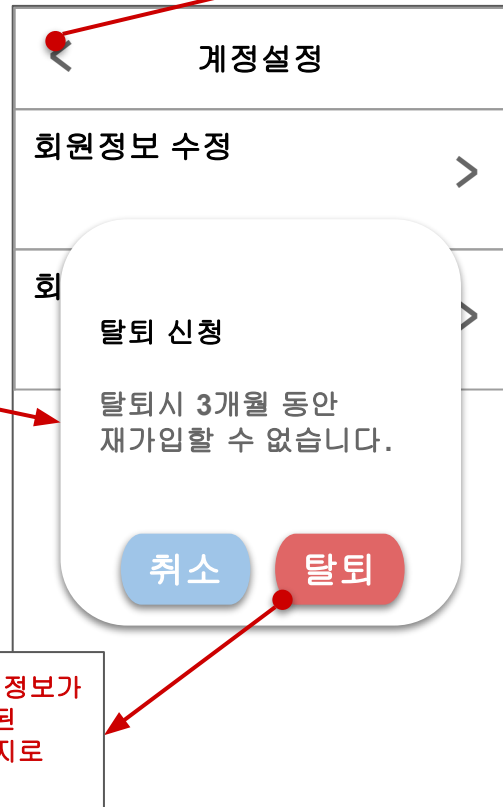 계정설정
회원정보 수정
회
탈퇴 신청
탈퇴시 3개월 동안
재가입할 수 없습니다.
취소
탈퇴
정보가
된
지로